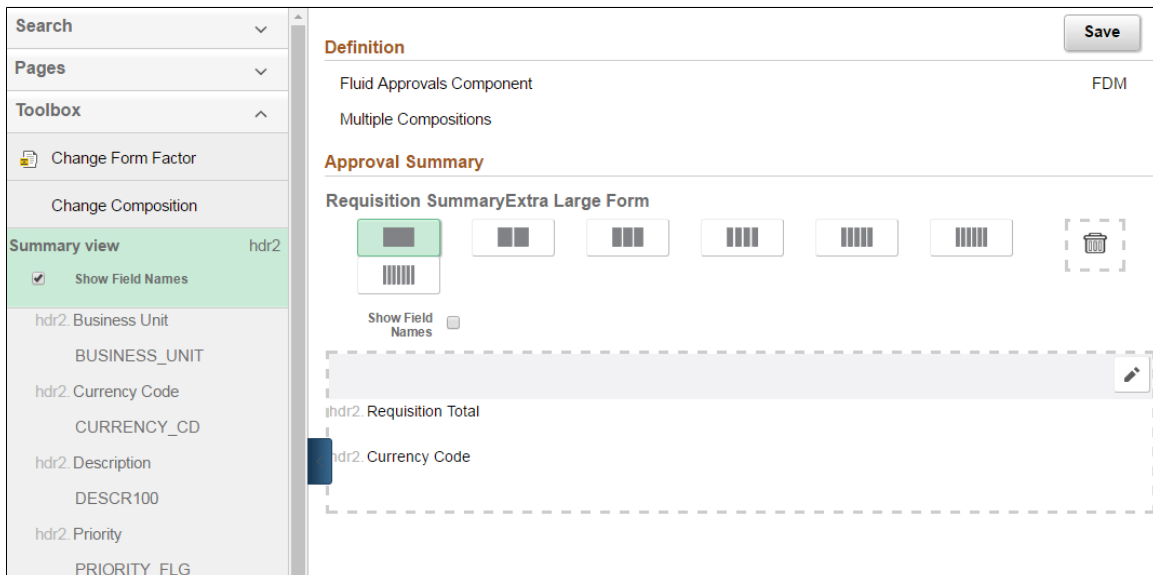 Search
Pages
Toolbox
Change Form Factor
Change Composition
Summary view hdr2
Show Field Names
hdr2. Business Unit
BUSINESS_UNIT
hdr2. Currency Code
CURRENCY_CD
hdr2. Description
DESCR100
hdr2. Priority
PRIORITY_FLG
Save
Definition
Fluid Approvals Component FDM
Multiple Compositions
Approval Summary
Requisition SummaryExtra Large Form
Show Field
Names
hdr2. Requisition Total
hdr2. Currency Code